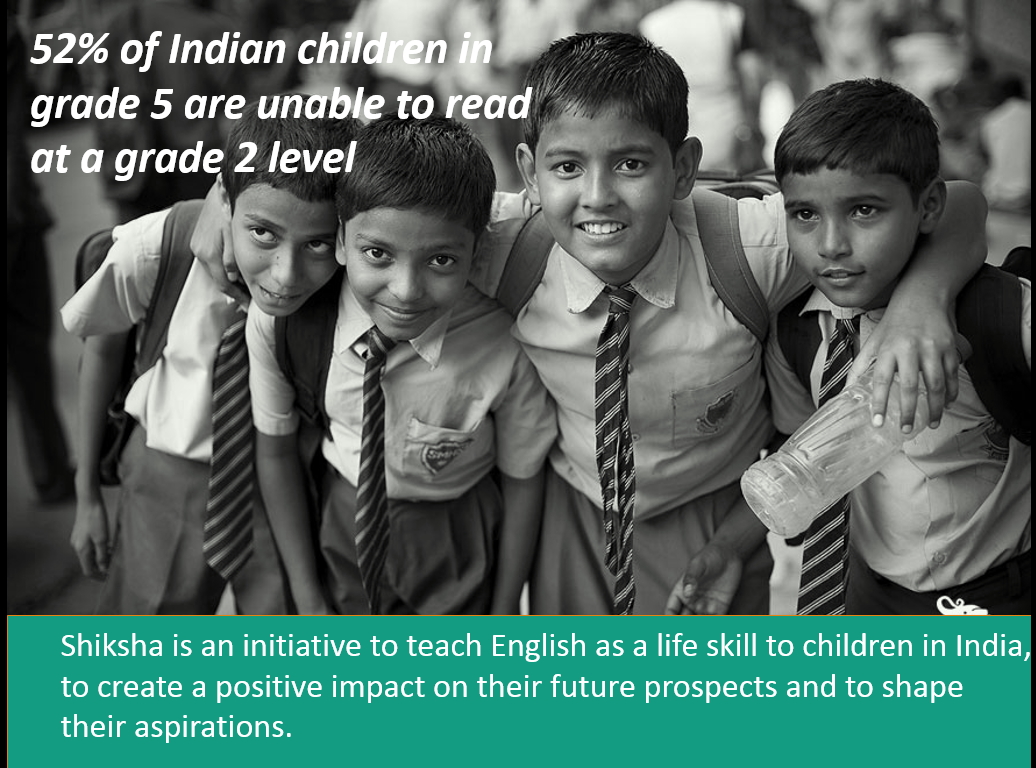 52% of Indian children in
grade 5 are unable to read
at a grade 2 level
Shiksha is an initiative to teach English as a life skill to children in India,
to create a positive impact on their future prospects and to shape
their aspirations.